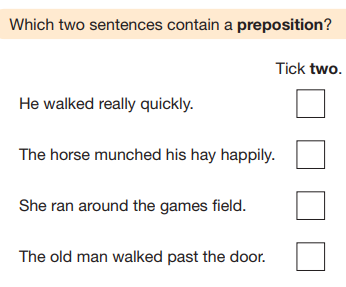 Which two sentences contain a preposition?
Tick two.
He walked really quickly.
The horse munched his hay happily.
She ran around the games field.
The old man walked past the door.